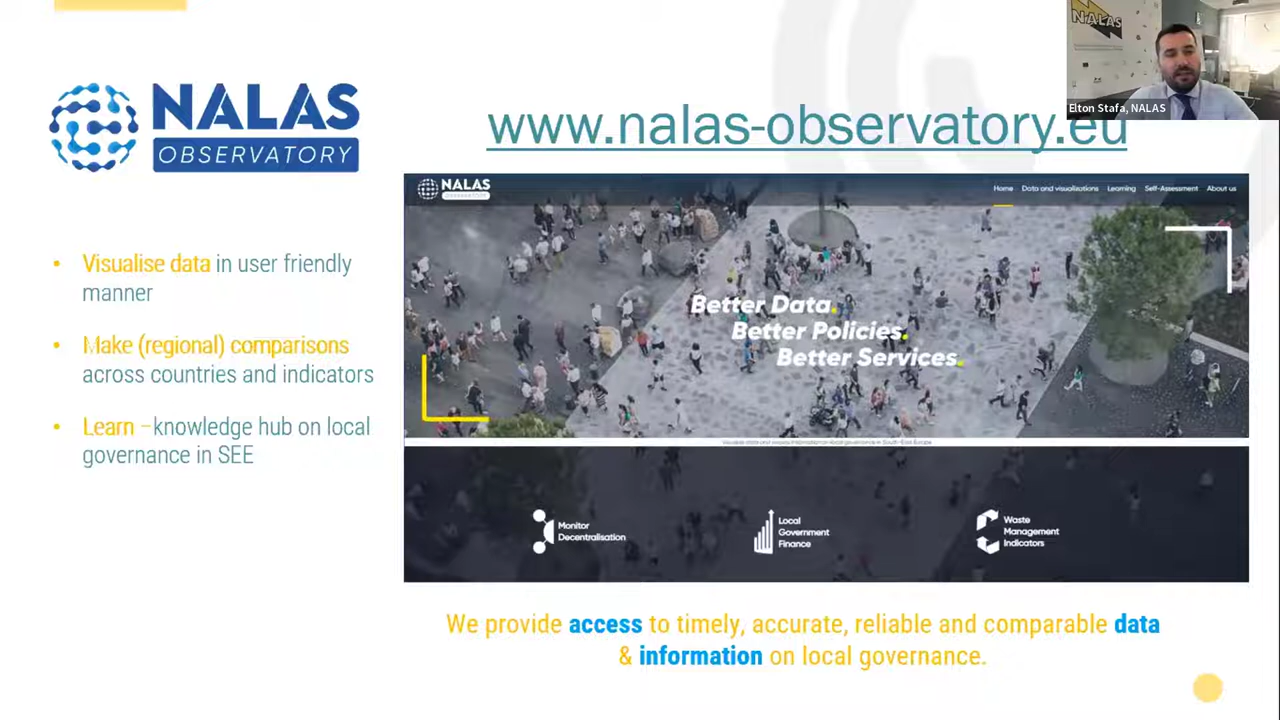 NALAS
Elton Stafa, NALAS
NALAS
OBSERVATORY
www.nalas-observatory.eu
NALAS
OBSERVATORY
Home Data and visualizations Learning Self-Assessment About us
Better Data.
Better Policies.
Better Services.
• Visualise data in user friendly
manner
• Make (regional) comparisons
across countries and indicators
• Learn –knowledge hub on local
governance in SEE
Monitor
Decentralisation
Local
Government
Finance
Waste
Management
Indicators
We provide access to timely, accurate, reliable and comparable data
& information on local governance.